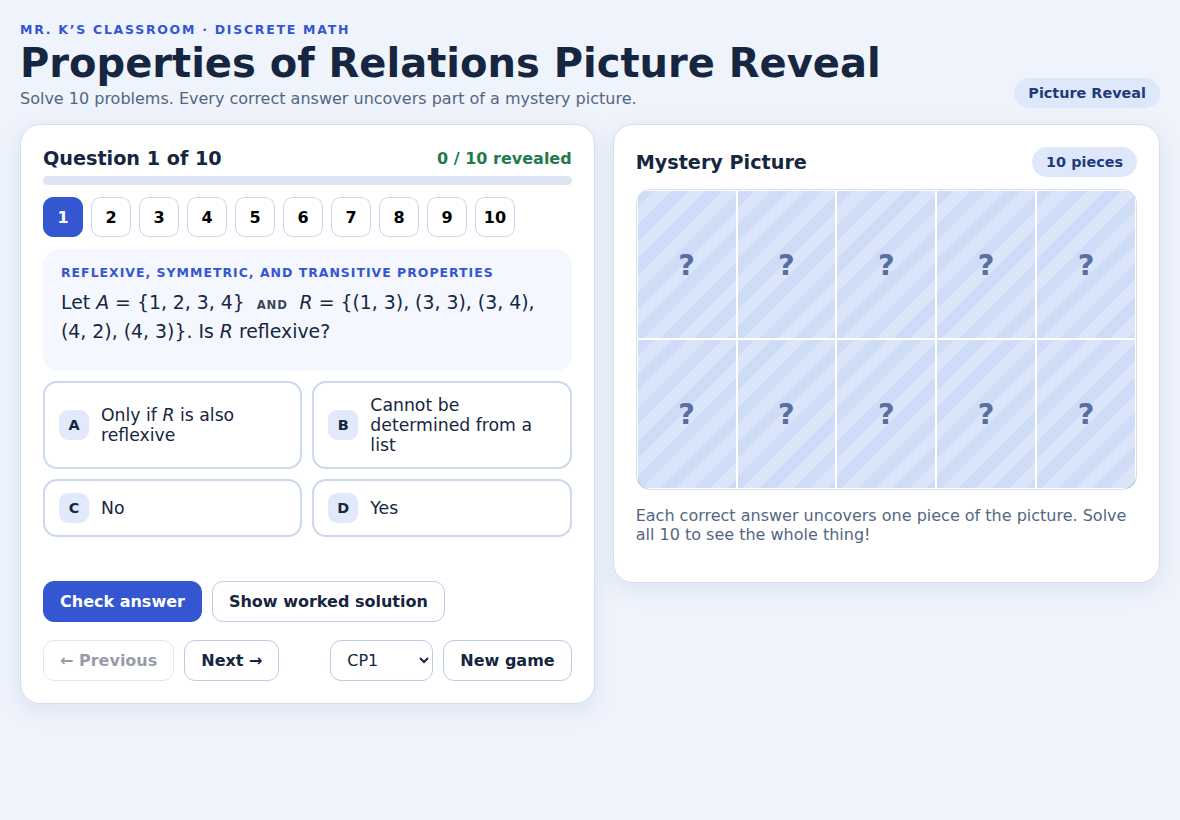 MR. K’S CLASSROOM · DISCRETE MATH
Properties of Relations Picture Reveal
Solve 10 problems. Every correct answer uncovers part of a mystery picture.
Picture Reveal
Question 1 of 10
0 / 10 revealed
1 2 3 4 5 6 7 8 9 10
REFLEXIVE, SYMMETRIC, AND TRANSITIVE PROPERTIES
Let A = {1, 2, 3, 4} AND R = {(1, 3), (3, 3), (3, 4),
(4, 2), (4, 3)}. Is R reflexive?
A Only if R is also
reflexive
B Cannot be
determined from a
list
C No
D Yes
Check answer
Show worked solution
← Previous
Next →
CP1
New game
Mystery Picture
10 pieces
? ? ? ? ?
? ? ? ? ?
Each correct answer uncovers one piece of the picture. Solve
all 10 to see the whole thing!